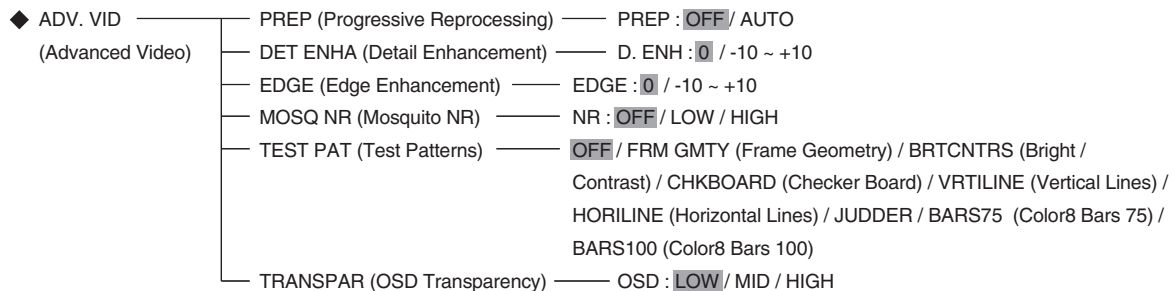 ◆ ADV. VID PREP (Progressive Reprocessing) PREP : OFF / AUTO
(Advanced Video) DET ENHA (Detail Enhancement) D. ENH : 0 / -10 ~ +10
EDGE (Edge Enhancement) EDGE : 0 / -10 ~ +10
MOSQ NR (Mosquito NR) NR : OFF / LOW / HIGH
TEST PAT (Test Patterns) OFF / FRM GMTY (Frame Geometry) / BRTCNTRS (Bright /
Contrast) / CHKBOARD (Checker Board) / VRTILINE (Vertical Lines) /
HORILINE (Horizontal Lines) / JUDDER / BARS75 (Color8 Bars 75) /
BARS100 (Color8 Bars 100)
TRANSPAR (OSD Transparency) OSD : LOW / MID / HIGH